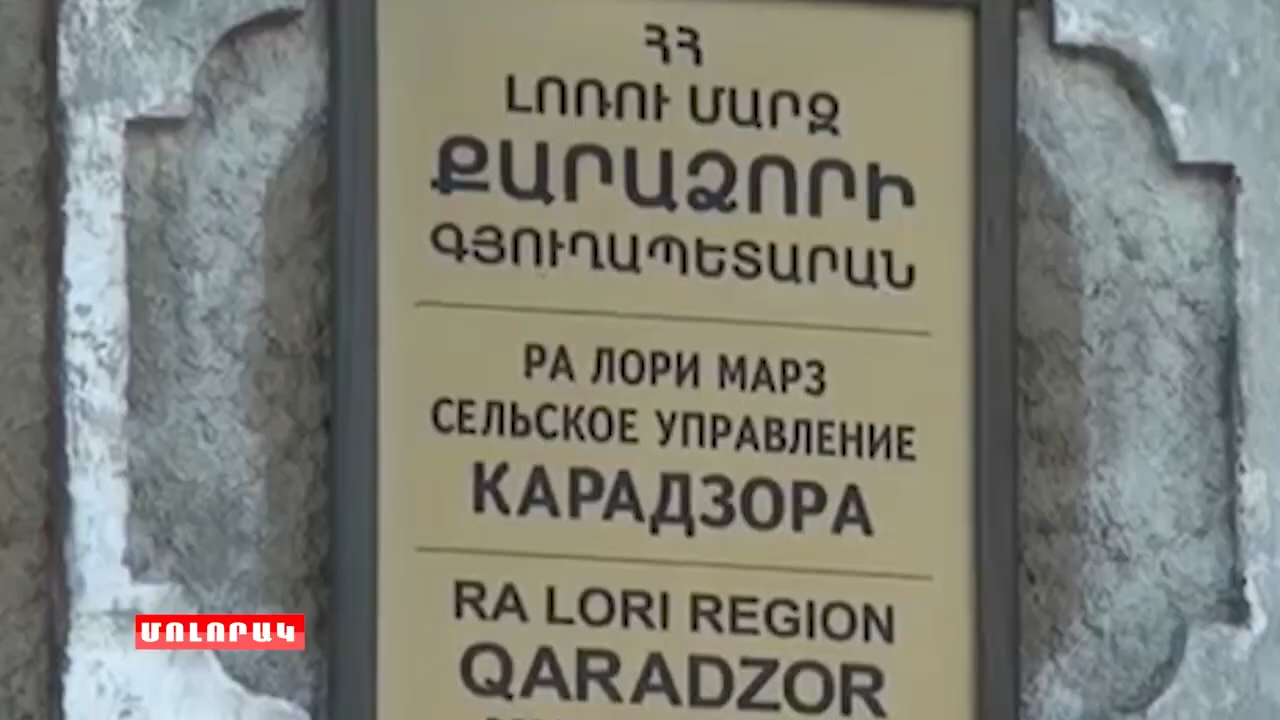 ՀՀ
ԼՈՌՈՒ ՄԱՐԶ
ՔԱՐԱՁՈՐԻ
ԳՅՈՒՂԱՊԵՏԱՐԱՆ
РА ЛОРИ МАРЗ
СЕЛЬСКОЕ УПРАВЛЕНИЕ
КАРАДЗОРА
RA LORI REGION
QARADZOR
ՄՈԼՈՐԱԿ